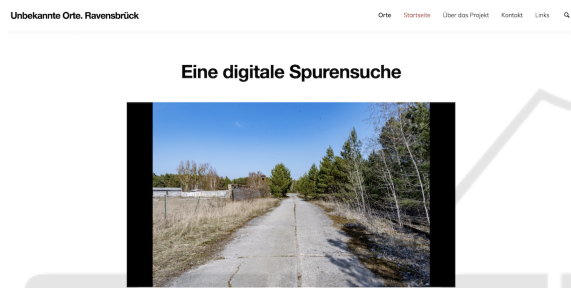 Unbekannte Orte. Ravensbrück
Orte Startseite Über das Projekt Kontakt Links
Eine digitale Spurensuche